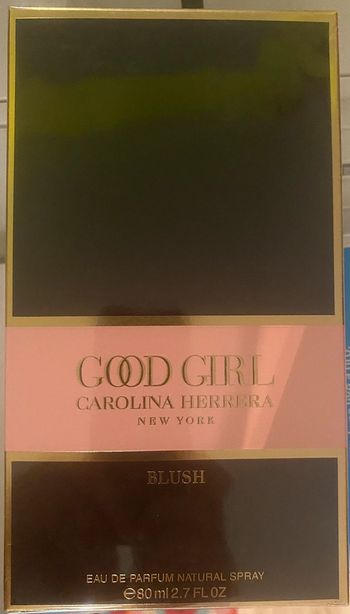 GOOD GIRL
CAROLINA HERRERA
NEW YORK
BLUSH
EAU DE PARFUM NATURAL SPRAY
℮80 ml 2.7 FL OZ